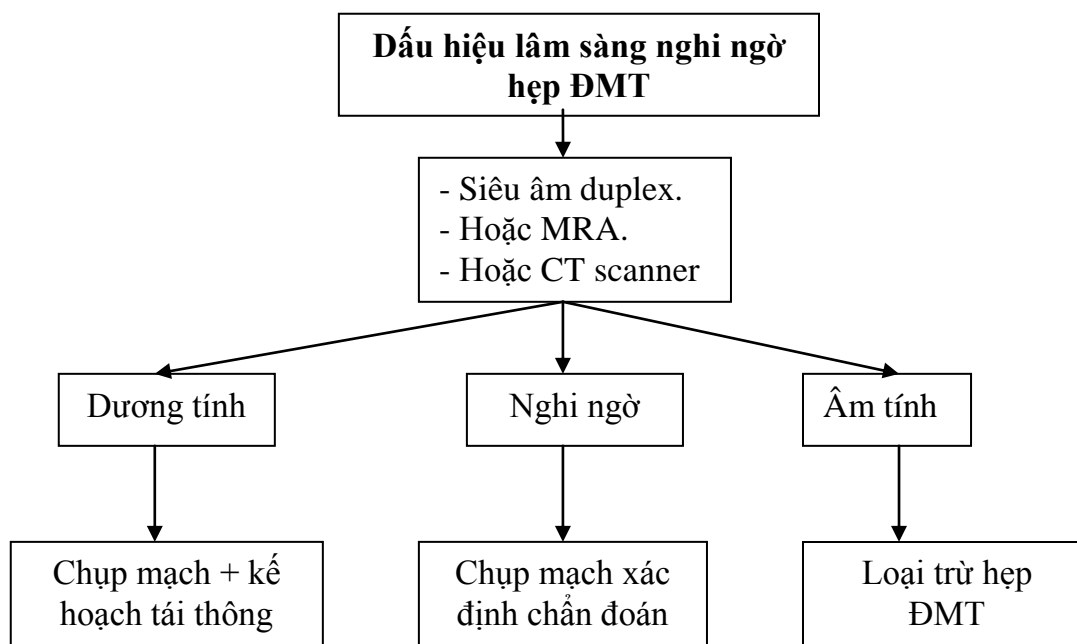 Dấu hiệu lâm sàng nghi ngờ
hẹp ĐMT
- Siêu âm duplex.
- Hoặc MRA.
- Hoặc CT scanner
Dương tính
Nghi ngờ
Âm tính
Chụp mạch + kế
hoạch tái thông
Chụp mạch xác
định chẩn đoán
Loại trừ hẹp
ĐMT